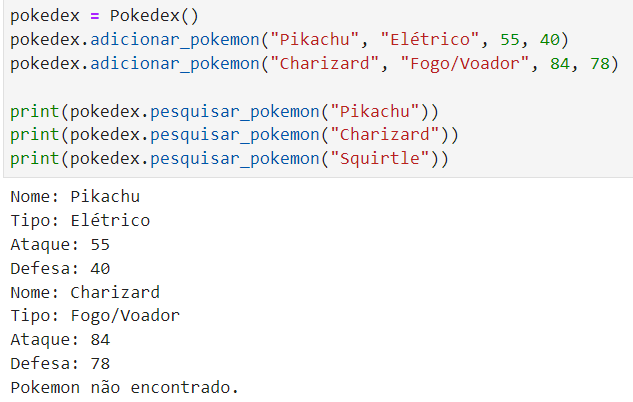 pokedex = Pokedex()
pokedex.adicionar_pokemon("Pikachu", "Elétrico", 55, 40)
pokedex.adicionar_pokemon("Charizard", "Fogo/Voador", 84, 78)
print(pokedex.pesquisar_pokemon("Pikachu"))
print(pokedex.pesquisar_pokemon("Charizard"))
print(pokedex.pesquisar_pokemon("Squirtle"))
Nome: Pikachu
Tipo: Elétrico
Ataque: 55
Defesa: 40
Nome: Charizard
Tipo: Fogo/Voador
Ataque: 84
Defesa: 78
Pokemon não encontrado.